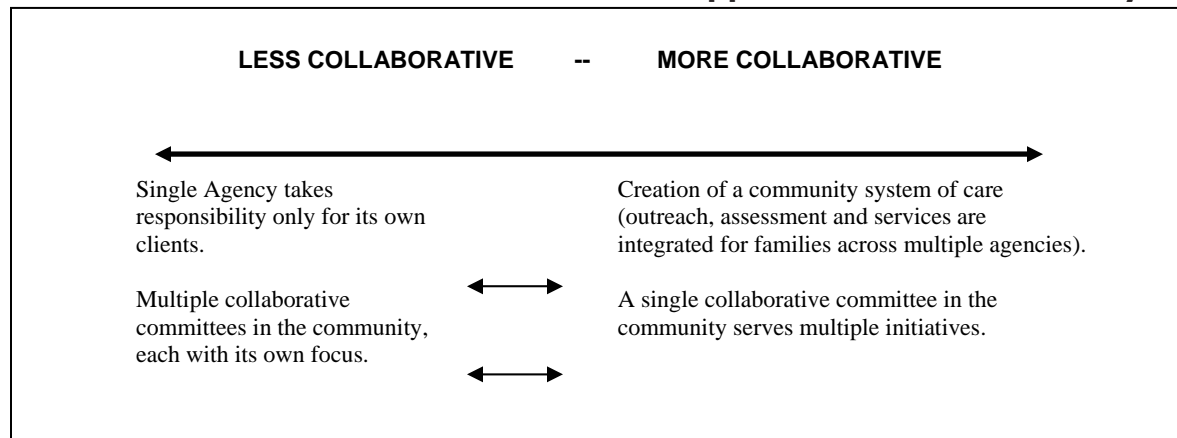 LESS COLLABORATIVE -- MORE COLLABORATIVE
Single Agency takes
responsibility only for its own
clients.
Creation of a community system of care
(outreach, assessment and services are
integrated for families across multiple agencies).
Multiple collaborative
committees in the community,
each with its own focus.
A single collaborative committee in the
community serves multiple initiatives.